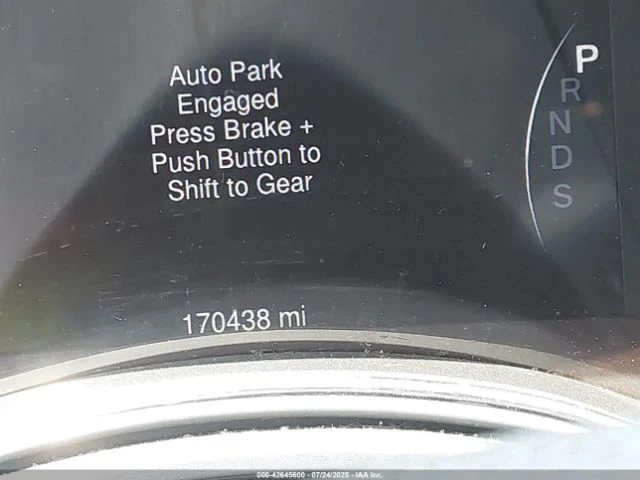 Auto Park
Engaged
Press Brake +
Push Button to
Shift to Gear
P
R
N
D
S
170438 mi
000-42645600 - 07/24/2025 - IAA Inc.